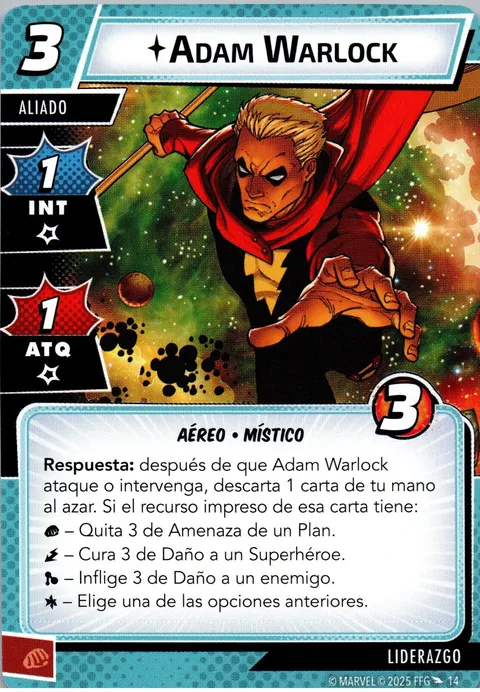 3
ADAM WARLOCK
ALIADO
1
INT
1
ATQ
3
AÉREO • MÍSTICO
Respuesta: después de que Adam Warlock
ataque o intervenga, descarta 1 carta de tu mano
al azar. Si el recurso impreso de esa carta tiene:
– Quita 3 de Amenaza de un Plan.
– Cura 3 de Daño a un Superhéroe.
– Inflige 3 de Daño a un enemigo.
– Elige una de las opciones anteriores.
LIDERAZGO
© MARVEL © 2025 FFG 14